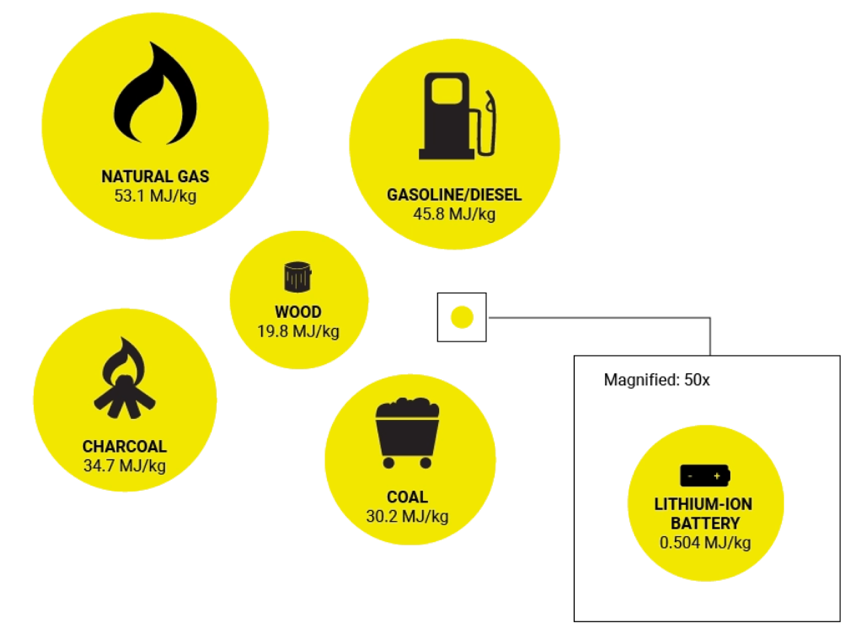 NATURAL GAS
53.1 MJ/kg
GASOLINE/DIESEL
45.8 MJ/kg
WOOD
19.8 MJ/kg
Magnified: 50x
CHARCOAL
34.7 MJ/kg
COAL
30.2 MJ/kg
- +
LITHIUM-ION
BATTERY
0.504 MJ/kg